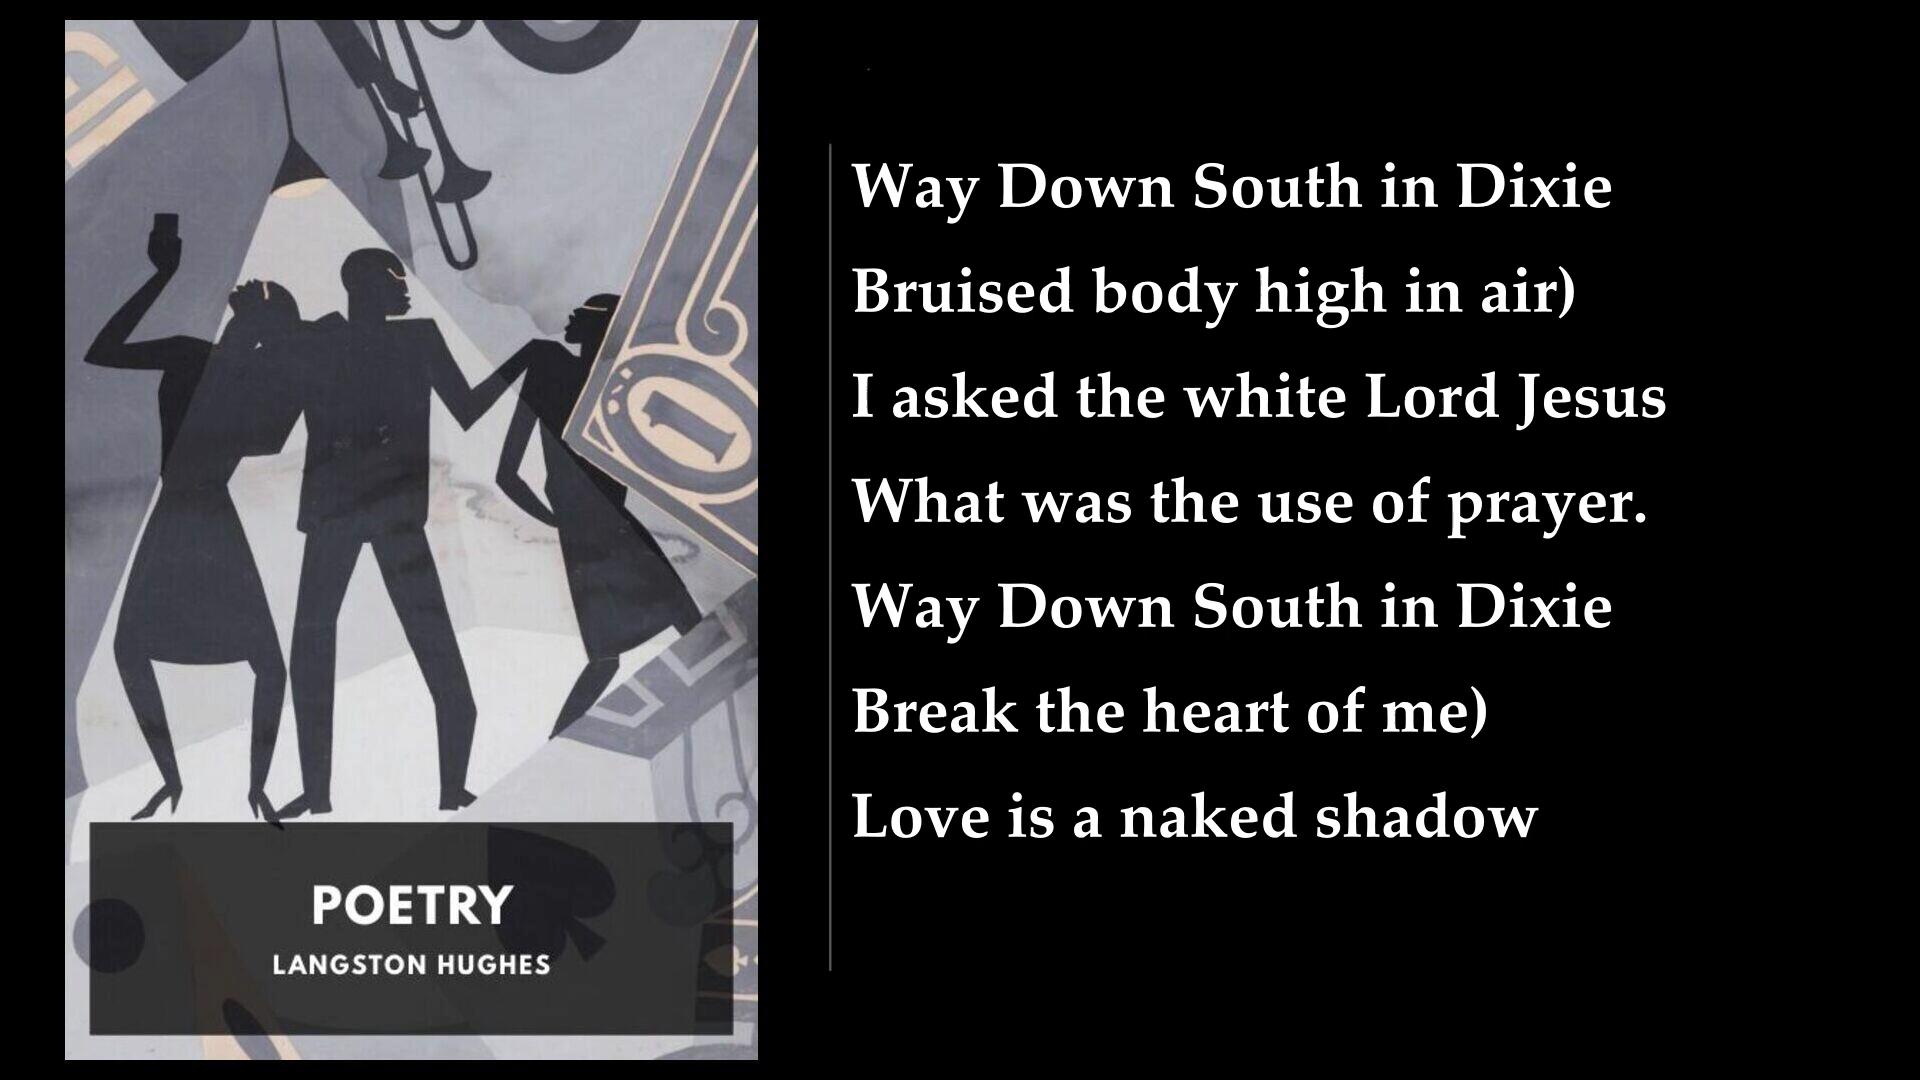 Way Down South in Dixie
Bruised body high in air)
I asked the white Lord Jesus
What was the use of prayer.
Way Down South in Dixie
Break the heart of me)
Love is a naked shadow
1
POETRY
LANGSTON HUGHES